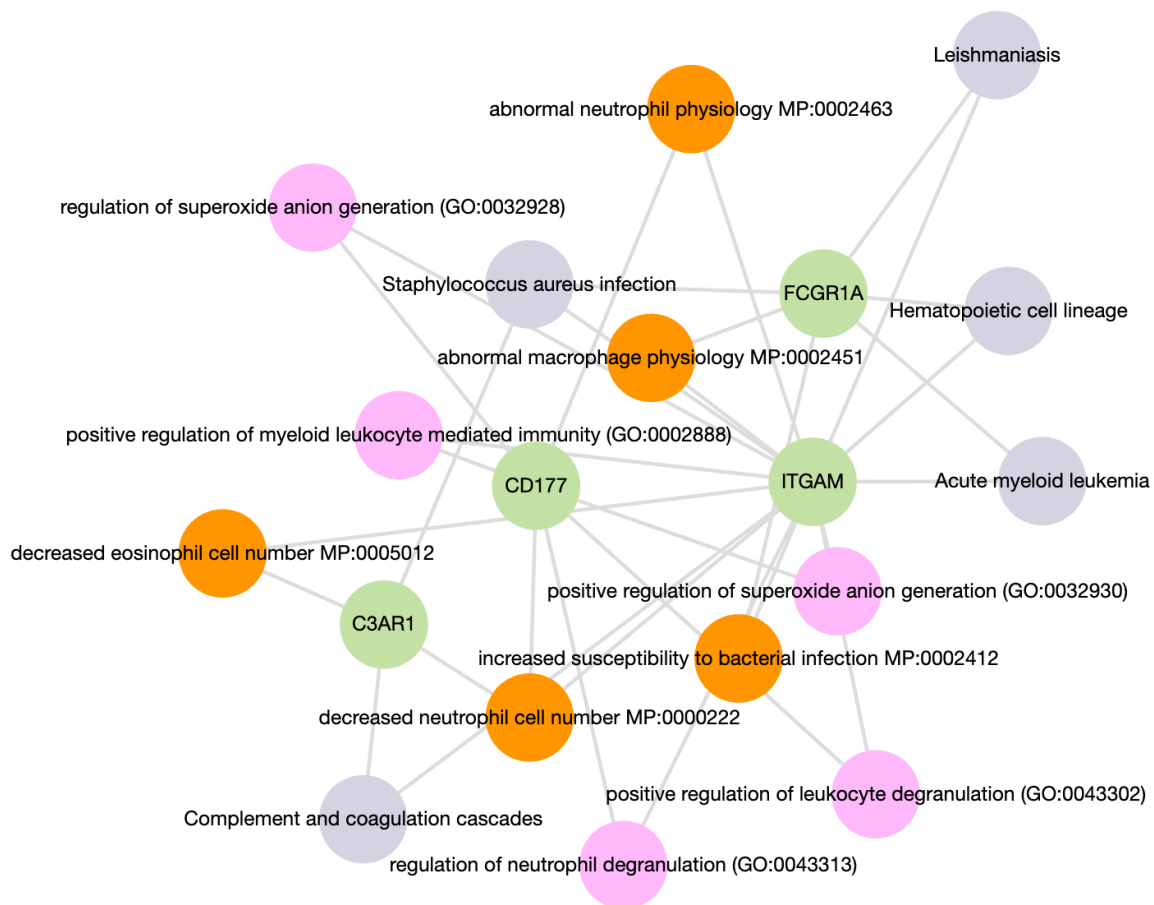 Leishmaniasis
abnormal neutrophil physiology MP:0002463
regulation of superoxide anion generation (GO:0032928)
Staphylococcus aureus infection
FCGR1A
Hematopoietic cell lineage
abnormal macrophage physiology MP:0002451
positive regulation of myeloid leukocyte mediated immunity (GO:0002888)
CD177
ITGAM
Acute myeloid leukemia
decreased eosinophil cell number MP:0005012
positive regulation of superoxide anion generation (GO:0032930)
C3AR1
increased susceptibility to bacterial infection MP:0002412
decreased neutrophil cell number MP:0000222
positive regulation of leukocyte degranulation (GO:0043302)
Complement and coagulation cascades
regulation of neutrophil degranulation (GO:0043313)